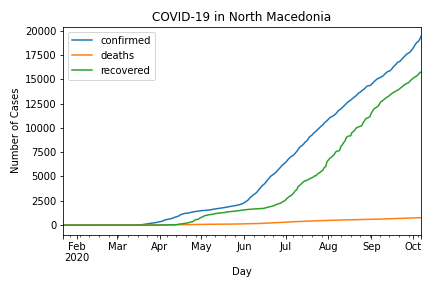 COVID-19 in North Macedonia
confirmed
deaths
recovered
Number of Cases
20000
17500
15000
12500
10000
7500
5000
2500
0
Feb Mar Apr May Jun Jul Aug Sep Oct
2020
Day